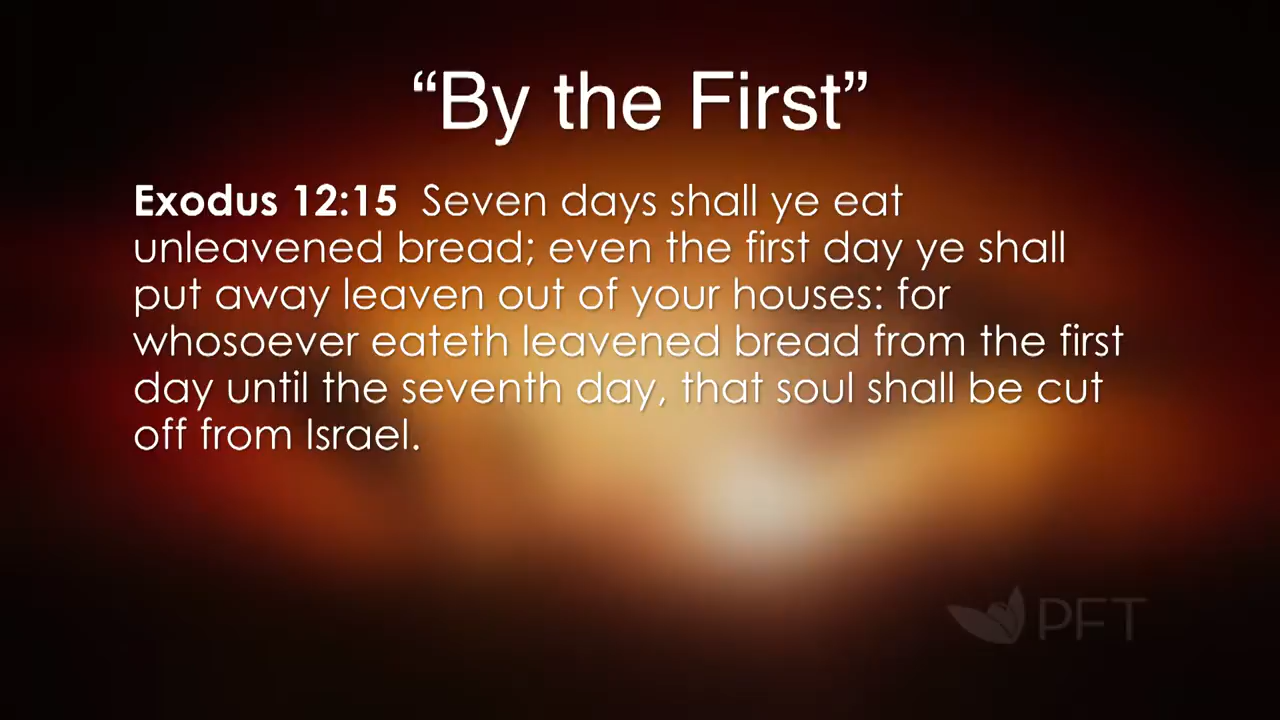 “By the First”
Exodus 12:15  Seven days shall ye eat
unleavened bread; even the first day ye shall
put away leaven out of your houses: for
whosoever eateth leavened bread from the first
day until the seventh day, that soul shall be cut
off from Israel.
PFT